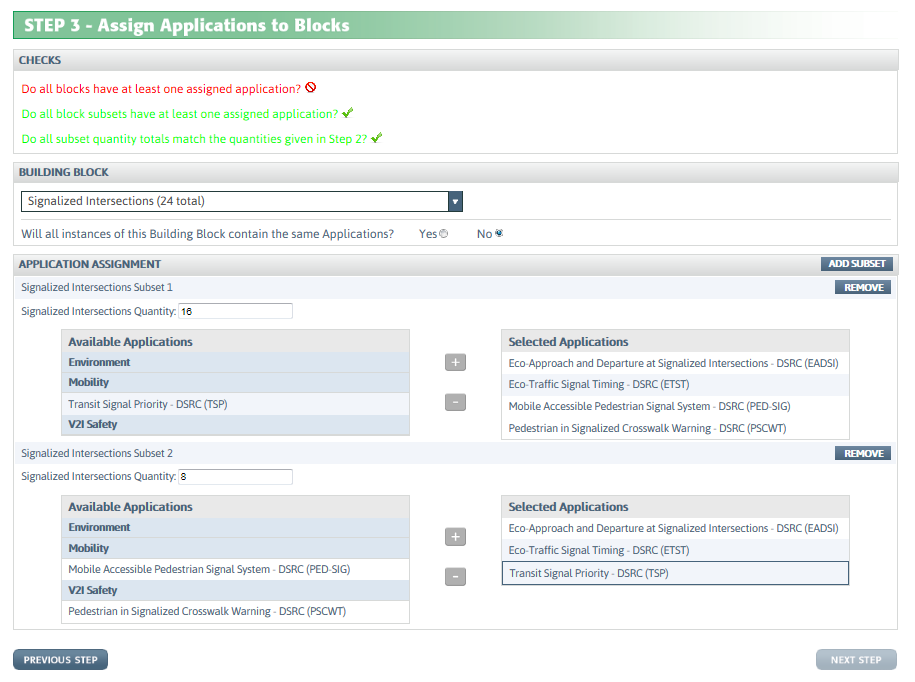 STEP 3 - Assign Applications to Blocks
CHECKS
Do all blocks have at least one assigned application?
Do all block subsets have at least one assigned application?
Do all subset quantity totals match the quantities given in Step 2?
BUILDING BLOCK
Signalized Intersections (24 total)
Will all instances of this Building Block contain the same Applications? Yes No
APPLICATION ASSIGNMENT ADD SUBSET
Signalized Intersections Subset 1 REMOVE
Signalized Intersections Quantity: 16
Available Applications
Environment
Mobility
Transit Signal Priority - DSRC (TSP)
V2I Safety
+
-
Selected Applications
Eco-Approach and Departure at Signalized Intersections - DSRC (EADSI)
Eco-Traffic Signal Timing - DSRC (ETST)
Mobile Accessible Pedestrian Signal System - DSRC (PED-SIG)
Pedestrian in Signalized Crosswalk Warning - DSRC (PSCWT)
Signalized Intersections Subset 2 REMOVE
Signalized Intersections Quantity: 8
Available Applications
Environment
Mobility
Mobile Accessible Pedestrian Signal System - DSRC (PED-SIG)
V2I Safety
Pedestrian in Signalized Crosswalk Warning - DSRC (PSCWT)
+
-
Selected Applications
Eco-Approach and Departure at Signalized Intersections - DSRC (EADSI)
Eco-Traffic Signal Timing - DSRC (ETST)
Transit Signal Priority - DSRC (TSP)
PREVIOUS STEP NEXT STEP